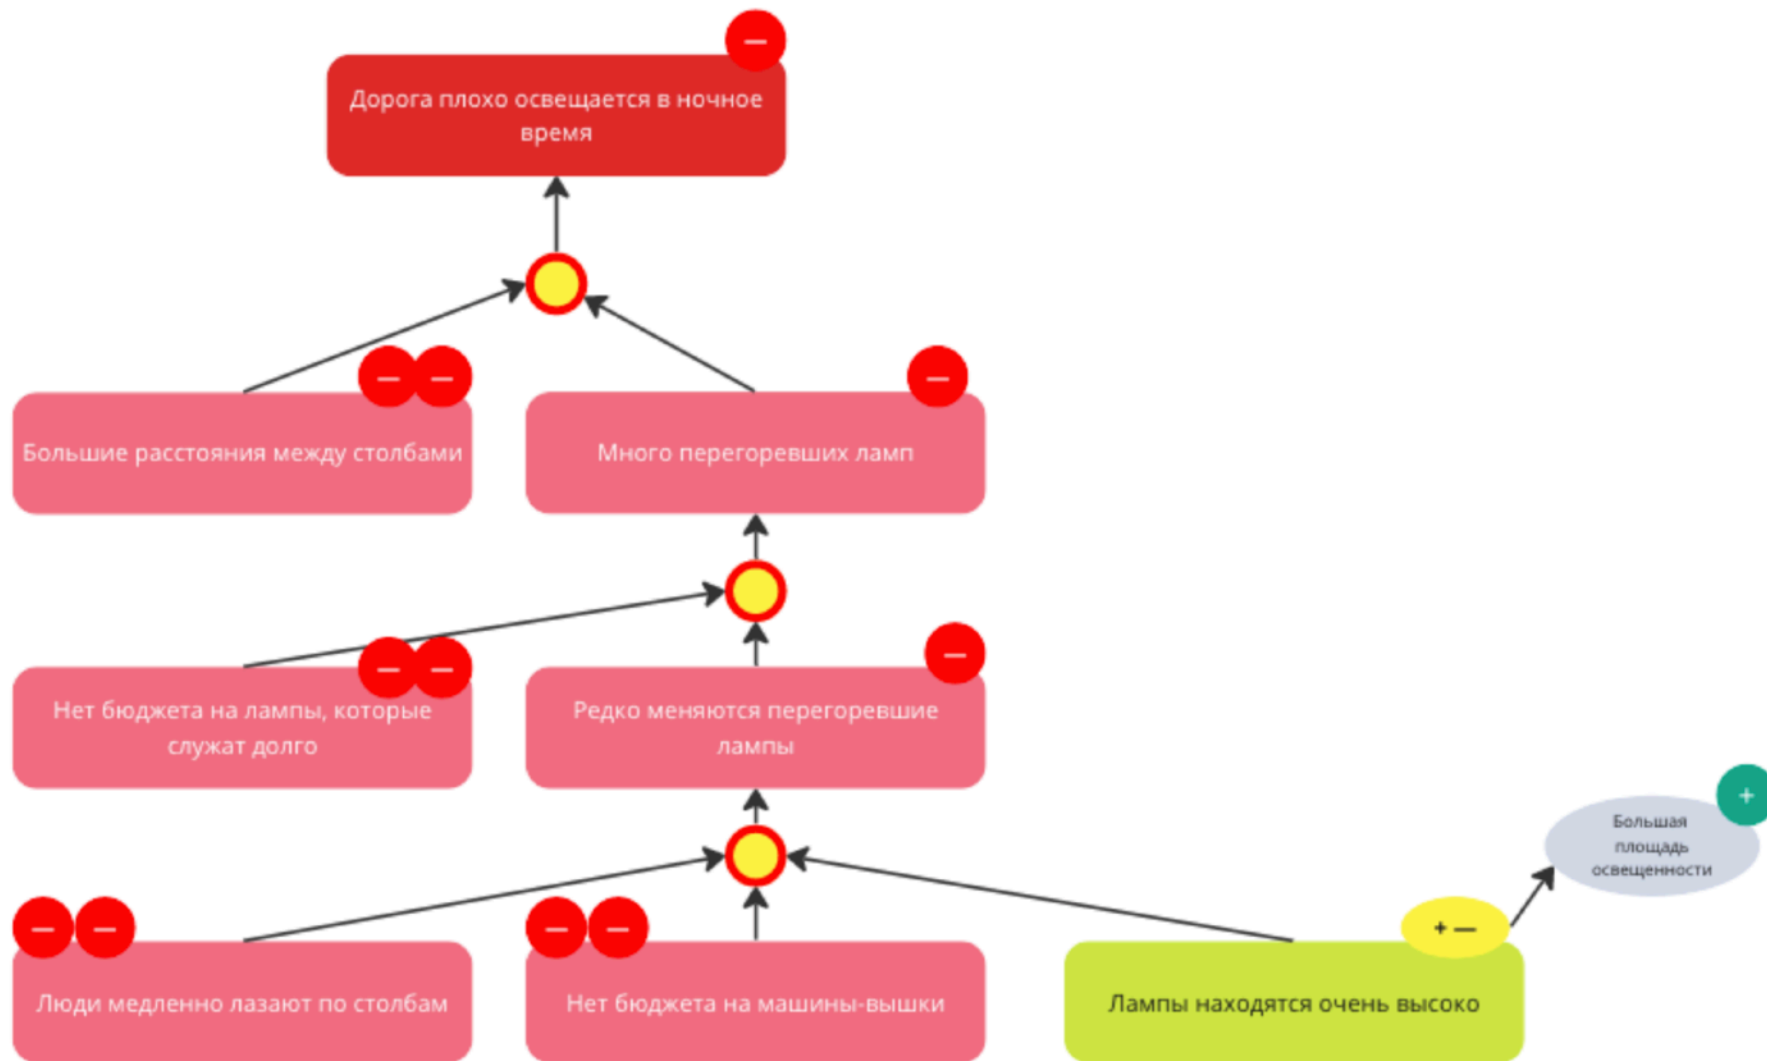 —
Дорога плохо освещается в ночное
время
— —
—
Большие расстояния между столбами
Много перегоревших ламп
— —
—
Нет бюджета на лампы, которые
служат долго
Редко меняются перегоревшие
лампы
+
Большая
площадь
освещенности
— —
— —
+ —
Люди медленно лазают по столбам
Нет бюджета на машины-вышки
Лампы находятся очень высоко